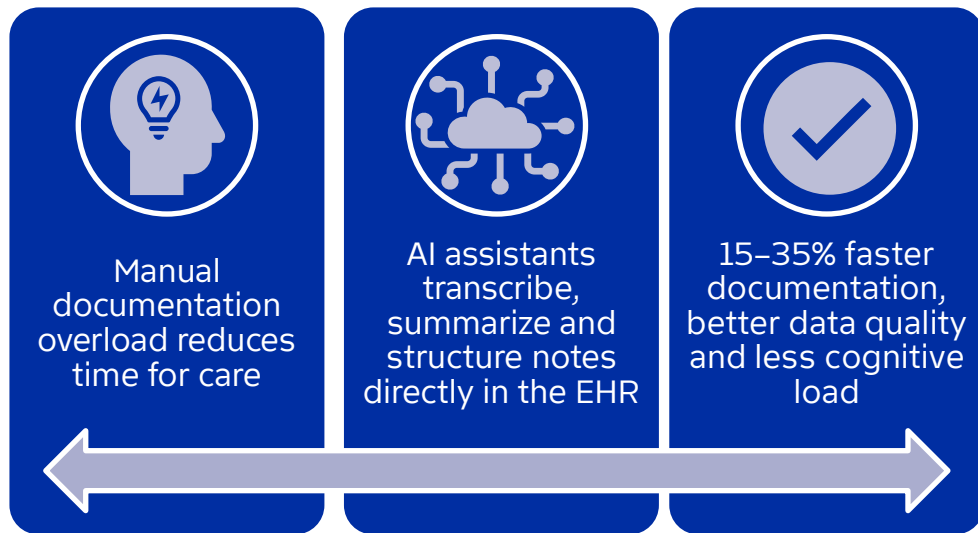 Manual
documentation
overload reduces
time for care
AI assistants
transcribe,
summarize and
structure notes
directly in the EHR
15–35% faster
documentation,
better data quality
and less cognitive
load